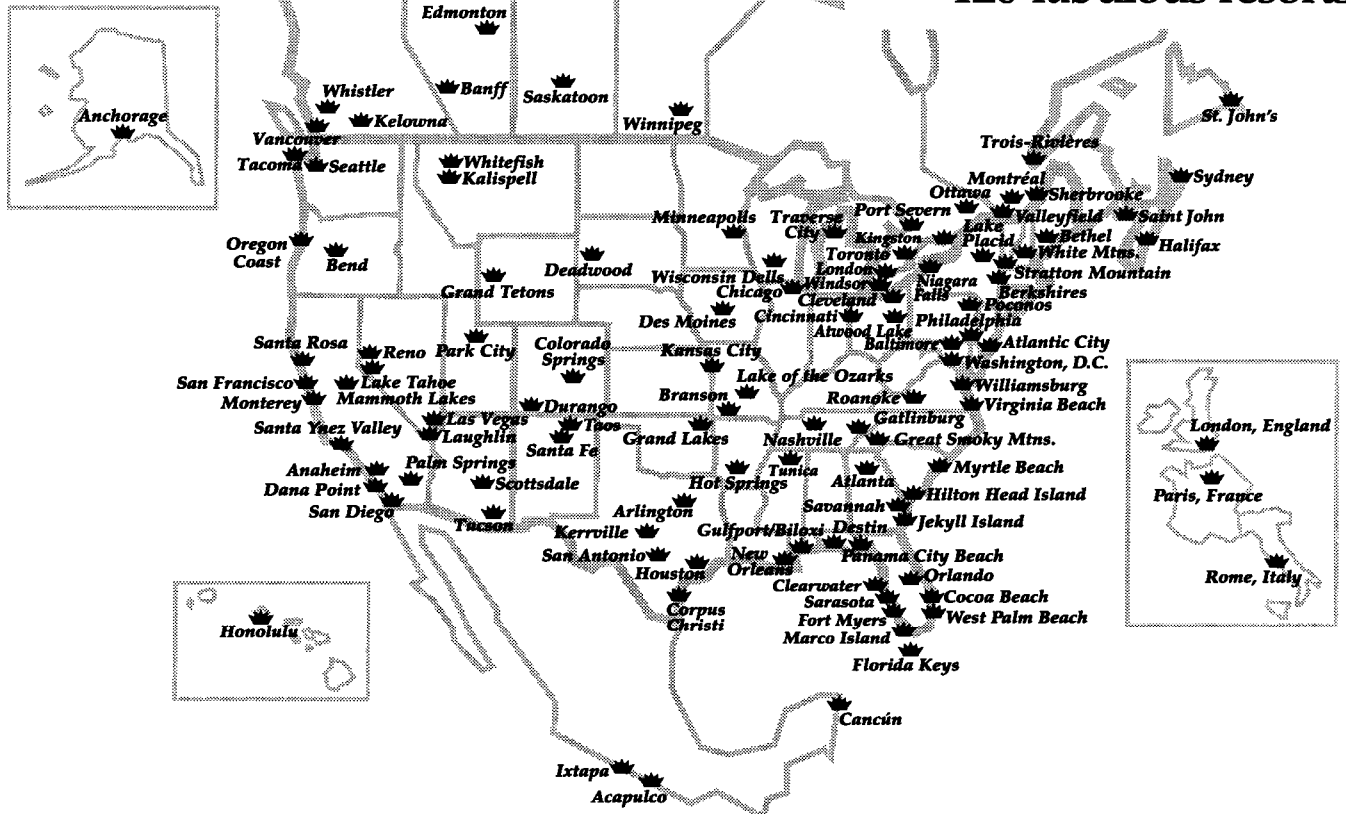 Edmonton
Banff
Saskatoon
Winnipeg
Whistler
Kelowna
Vancouver
Anchorage
Tacoma
Seattle
Whitefish
Kalispell
St. John's
Trois-Rivières
Montréal
Sherbrooke
Sydney
Ottawa
Valleyfield
Saint John
Port Severn
Minneapolis
Traverse
City
Kingston
Lake
Placid
Bethel
Halifax
Oregon
Coast
Bend
Toronto
White Mtns.
Deadwood
Wisconsin Dells
London
Niagara
Falls
Stratton Mountain
Grand Tetons
Chicago
Windsor
Cleveland
Berkshires
Poconos
Des Moines
Cincinnati
Atwood Lake
Philadelphia
Santa Rosa
Reno
Park City
Colorado
Springs
Kansas City
Baltimore
Atlantic City
Washington, D.C.
San Francisco
Lake Tahoe
Lake of the Ozarks
Williamsburg
Monterey
Mammoth Lakes
Branson
Roanoke
Virginia Beach
Durango
Las Vegas
Taos
Gatlinburg
Santa Ynez Valley
Laughlin
Santa Fe
Grand Lakes
Nashville
Great Smoky Mtns.
London, England
Anaheim
Palm Springs
Hot Springs
Tunica
Atlanta
Myrtle Beach
Dana Point
Scottsdale
Paris, France
San Diego
Tucson
Arlington
Savannah
Hilton Head Island
Kerrville
Gulfport/Biloxi
Destin
Jekyll Island
San Antonio
Houston
New
Orleans
Panama City Beach
Clearwater
Orlando
Rome, Italy
Sarasota
Cocoa Beach
Corpus
Christi
Fort Myers
West Palm Beach
Honolulu
Marco Island
Florida Keys
Cancún
Ixtapa
Acapulco